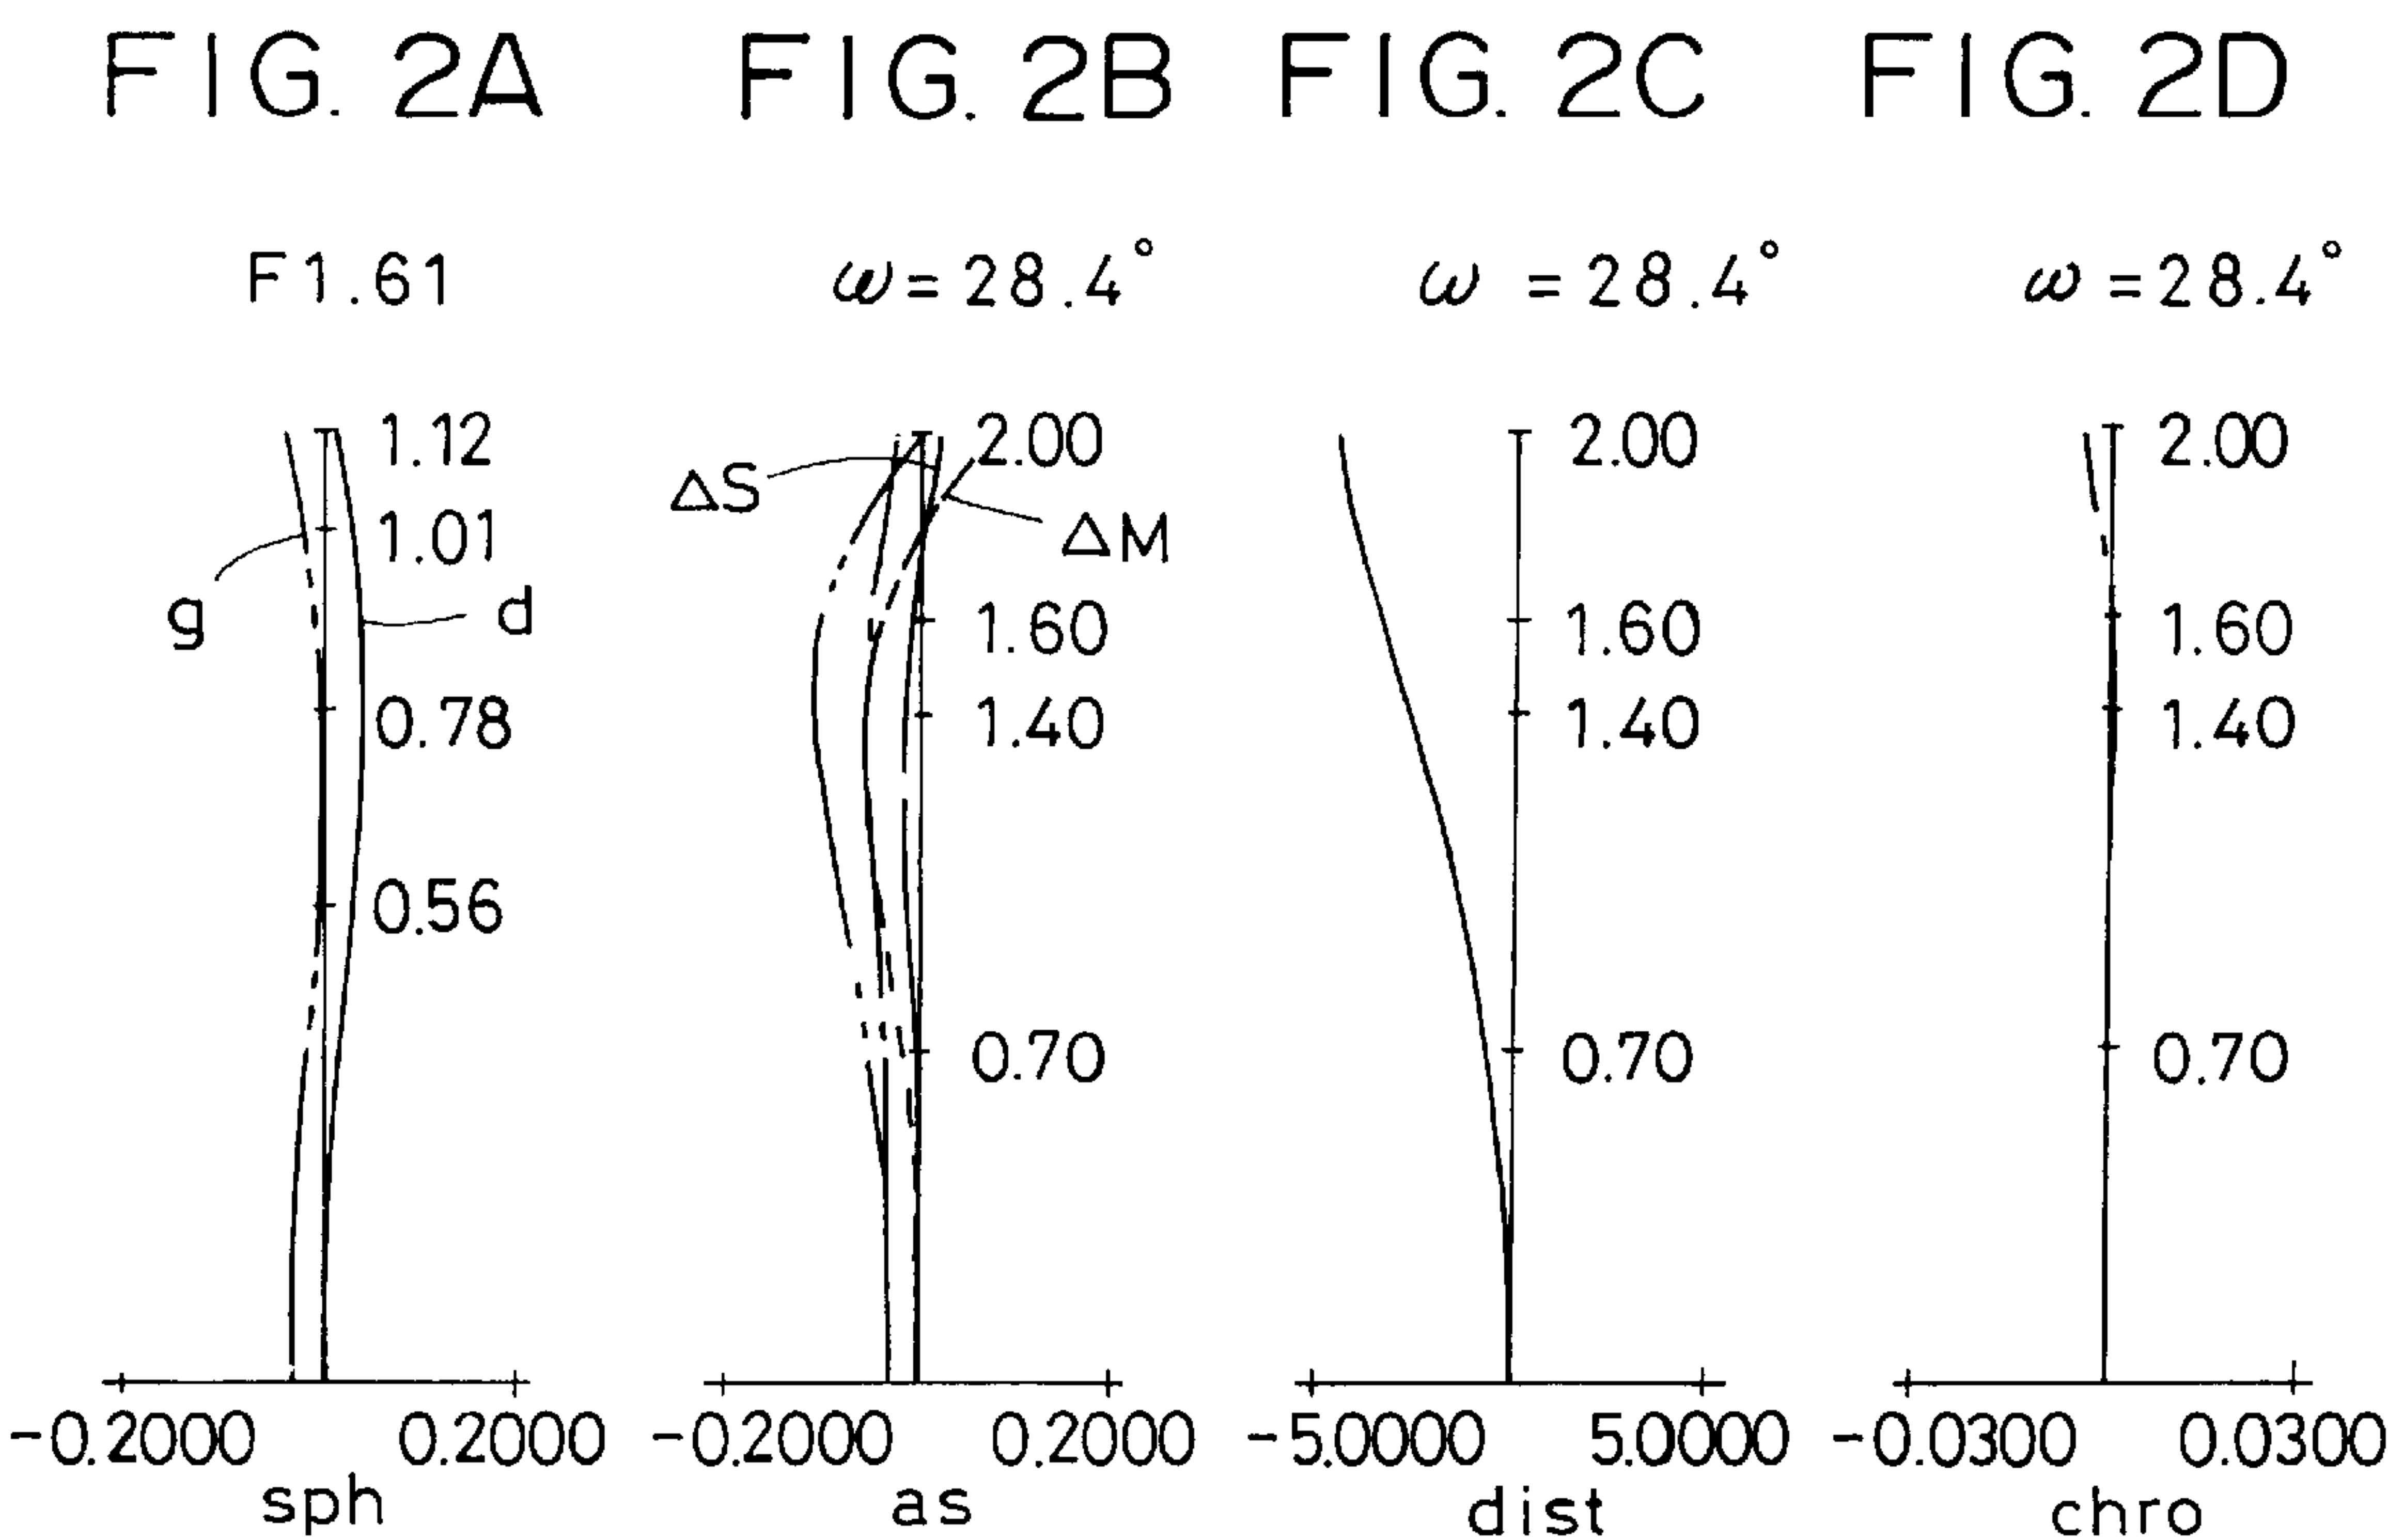 FIG. 2A
FIG. 2B
FIG. 2C
FIG. 2D
F1.61
ω=28.4°
ω =28.4°
ω =28.4°
1.12
1.01
g
d
0.78
0.56
-0.2000
0.2000
sph
2.00
ΔS
ΔM
1.60
1.40
0.70
-0.2000
0.2000
as
2.00
1.60
1.40
0.70
-5.0000
5.0000
dist
2.00
1.60
1.40
0.70
-0.0300
0.0300
chro